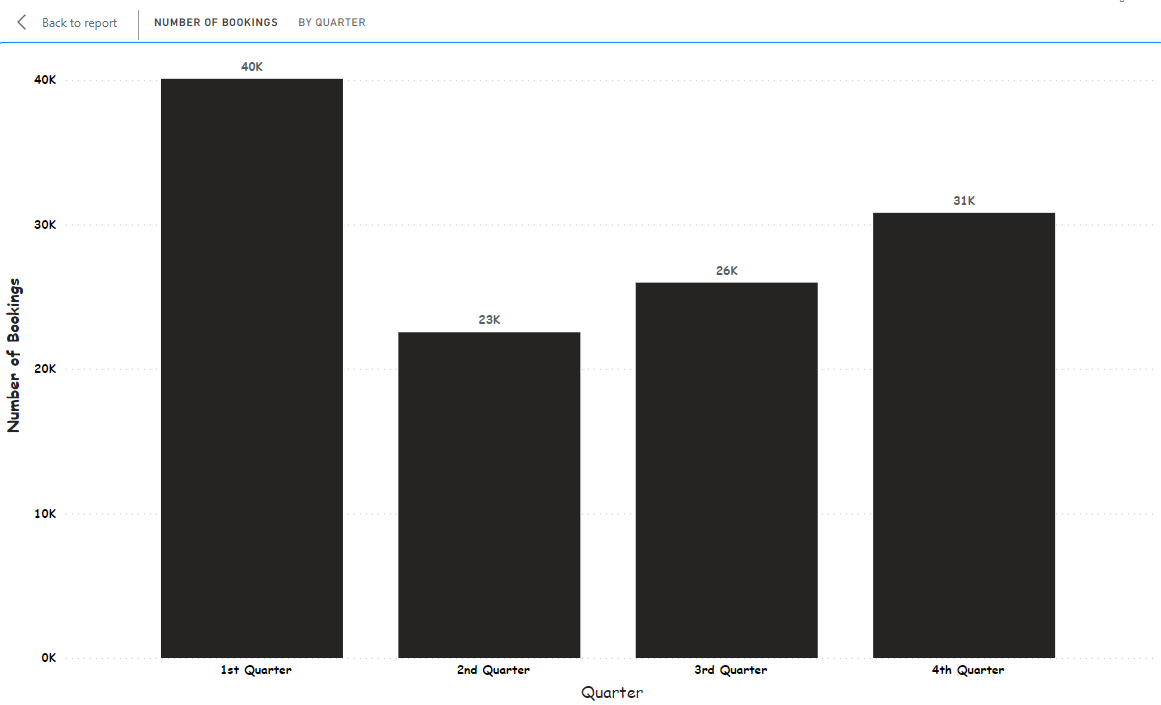 Back to report
NUMBER OF BOOKINGS BY QUARTER
40K
40K
31K
30K
26K
23K
20K
10K
0K
Number of Bookings
1st Quarter 2nd Quarter 3rd Quarter 4th Quarter
Quarter